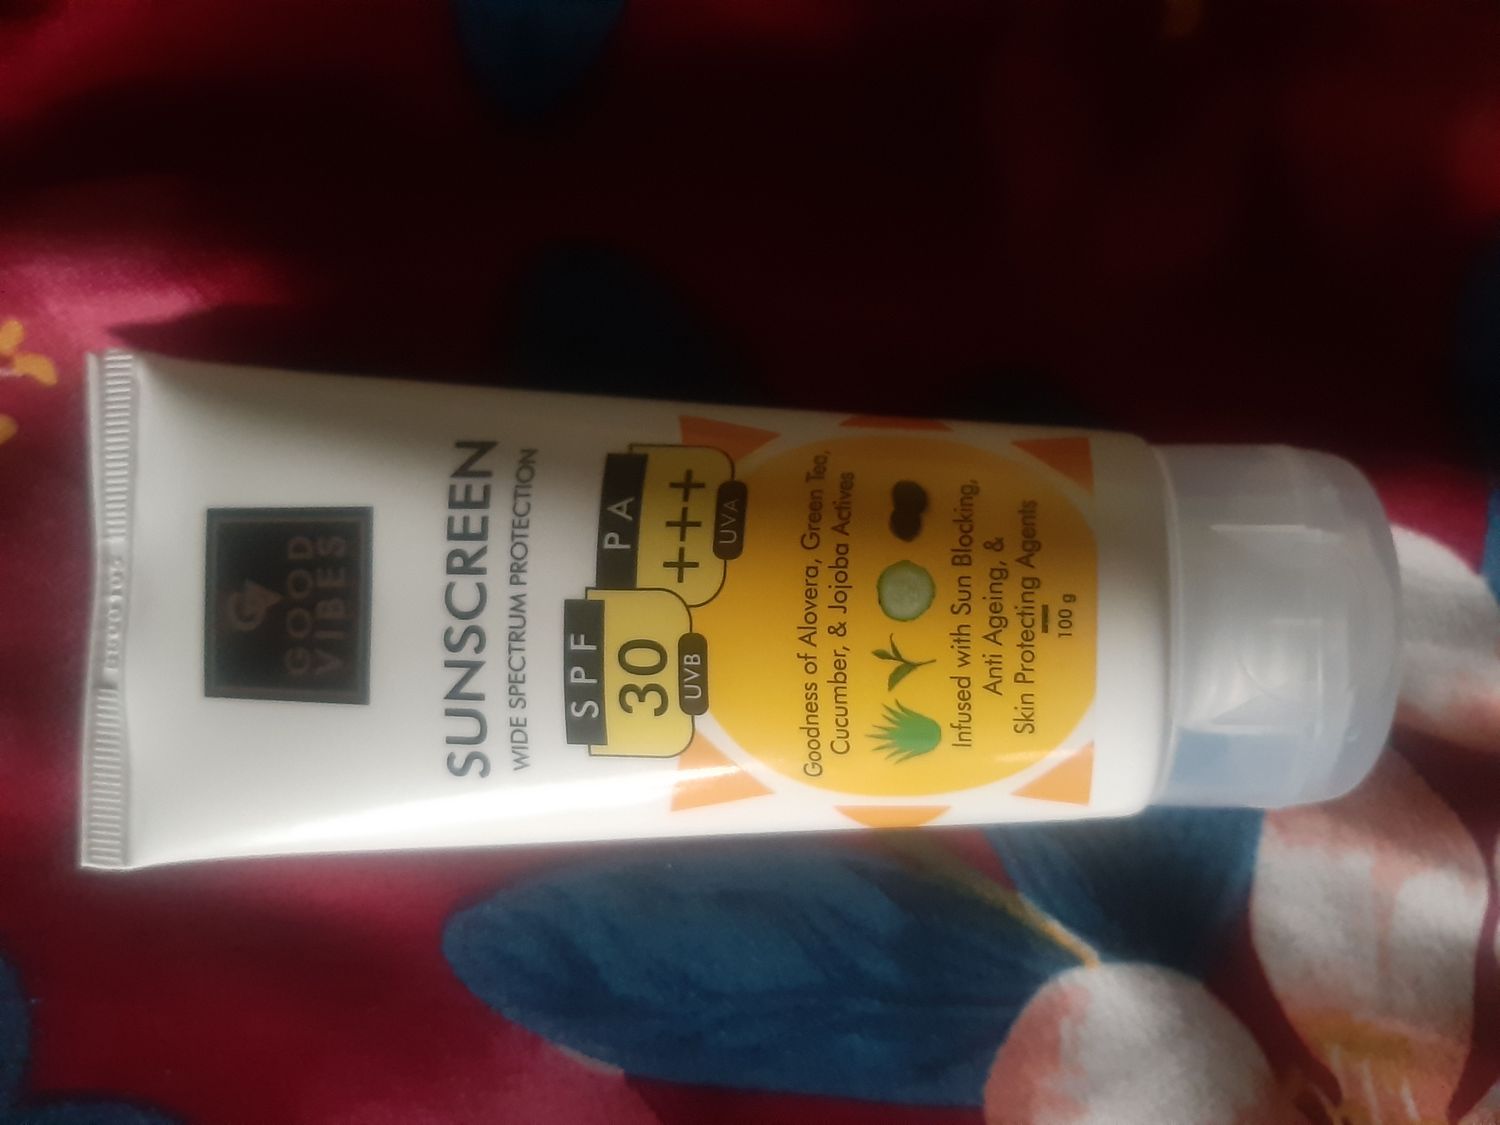 GOOD
VIBES
SUNSCREEN
WIDE SPECTRUM PROTECTION
SPF
30
UVB
PA
+++
UVA
Goodness of Alovera, Green Tea,
Cucumber, & Jojoba Actives
Infused with Sun Blocking,
Anti Ageing, &
Skin Protecting Agents
100 g